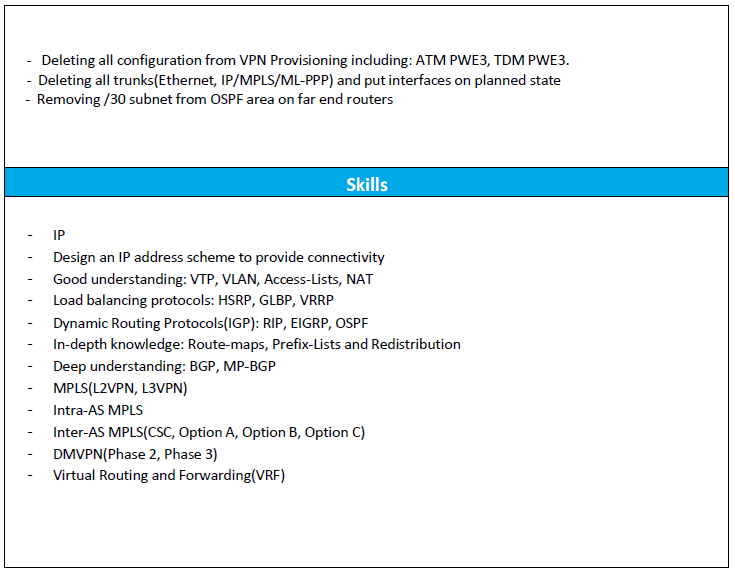 - Deleting all configuration from VPN Provisioning including: ATM PWE3, TDM PWE3.
- Deleting all trunks(Ethernet, IP/MPLS/ML-PPP) and put interfaces on planned state
- Removing /30 subnet from OSPF area on far end routers
Skills
- IP
- Design an IP address scheme to provide connectivity
- Good understanding: VTP, VLAN, Access-Lists, NAT
- Load balancing protocols: HSRP, GLBP, VRRP
- Dynamic Routing Protocols(IGP): RIP, EIGRP, OSPF
- In-depth knowledge: Route-maps, Prefix-Lists and Redistribution
- Deep understanding: BGP, MP-BGP
- MPLS(L2VPN, L3VPN)
- Intra-AS MPLS
- Inter-AS MPLS(CSC, Option A, Option B, Option C)
- DMVPN(Phase 2, Phase 3)
- Virtual Routing and Forwarding(VRF)